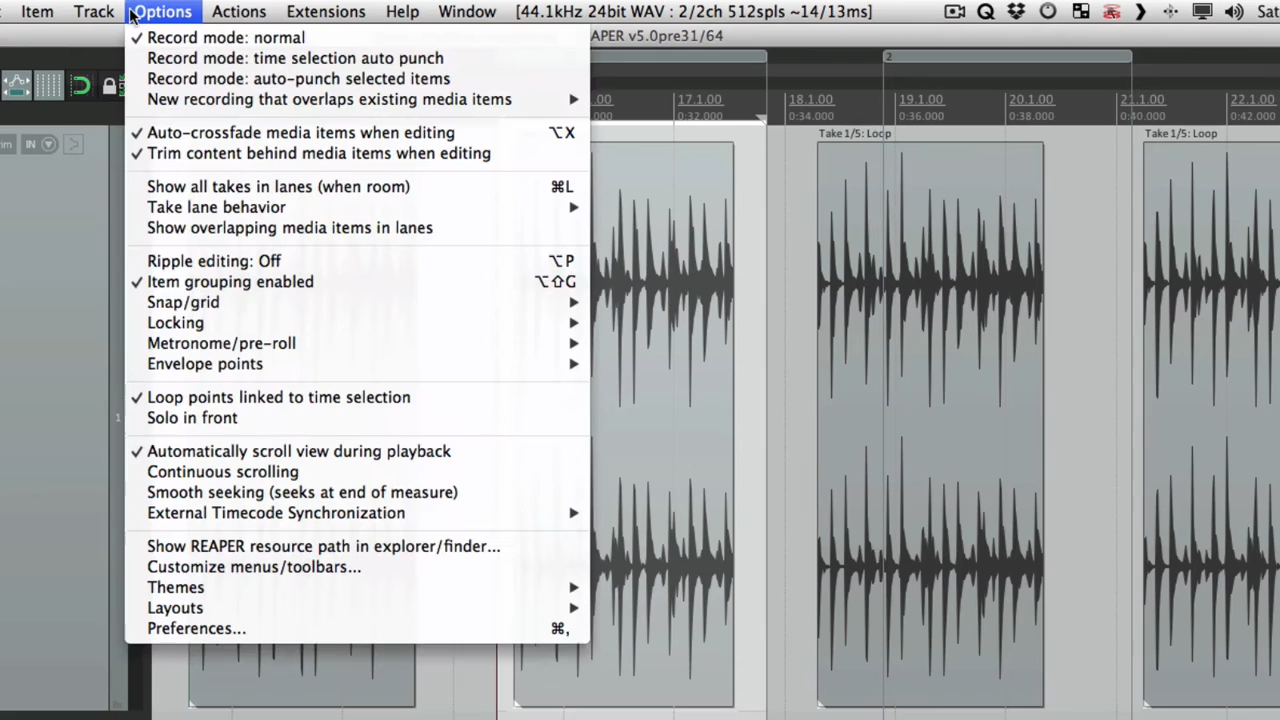 Item Track Options Actions Extensions Help Window [44.1kHz 24bit WAV : 2/2ch 512spls ~14/13ms] Sat
EAPER v5.0pre31/64
✓ Record mode: normal
Record mode: time selection auto punch
Record mode: auto-punch selected items
New recording that overlaps existing media items
✓ Auto-crossfade media items when editing ⌥X
✓ Trim content behind media items when editing
Show all takes in lanes (when room) ⌘L
Take lane behavior
Show overlapping media items in lanes
Ripple editing: Off ⌥P
✓ Item grouping enabled ⌥⇧G
Snap/grid
Locking
Metronome/pre-roll
Envelope points
✓ Loop points linked to time selection
Solo in front
✓ Automatically scroll view during playback
Continuous scrolling
Smooth seeking (seeks at end of measure)
External Timecode Synchronization
Show REAPER resource path in explorer/finder...
Customize menus/toolbars...
Themes
Layouts
Preferences... ⌘,
2
.00 17.1.00 18.1.00 19.1.00 20.1.00 21.1.00 22.1.00
000 0:32.000 0:34.000 0:36.000 0:38.000 0:40.000 0:42.000
Take 1/5: Loop Take 1/5: Loop
rim IN
1